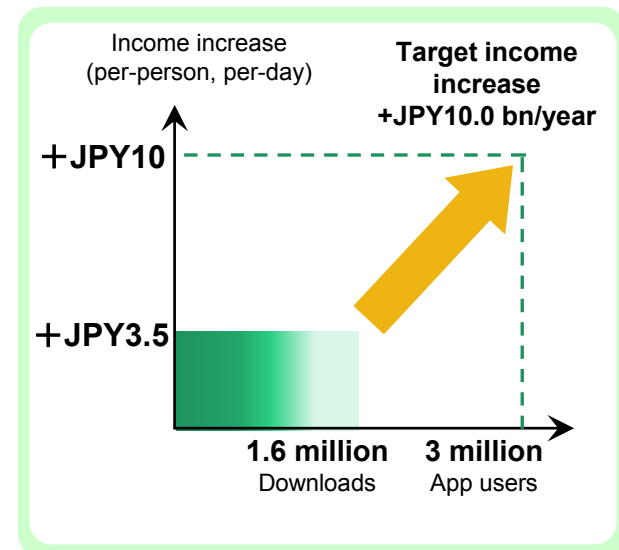 Income increase
(per-person, per-day)
Target income
increase
+JPY10.0 bn/year
+JPY10
+JPY3.5
1.6 million
Downloads
3 million
App users